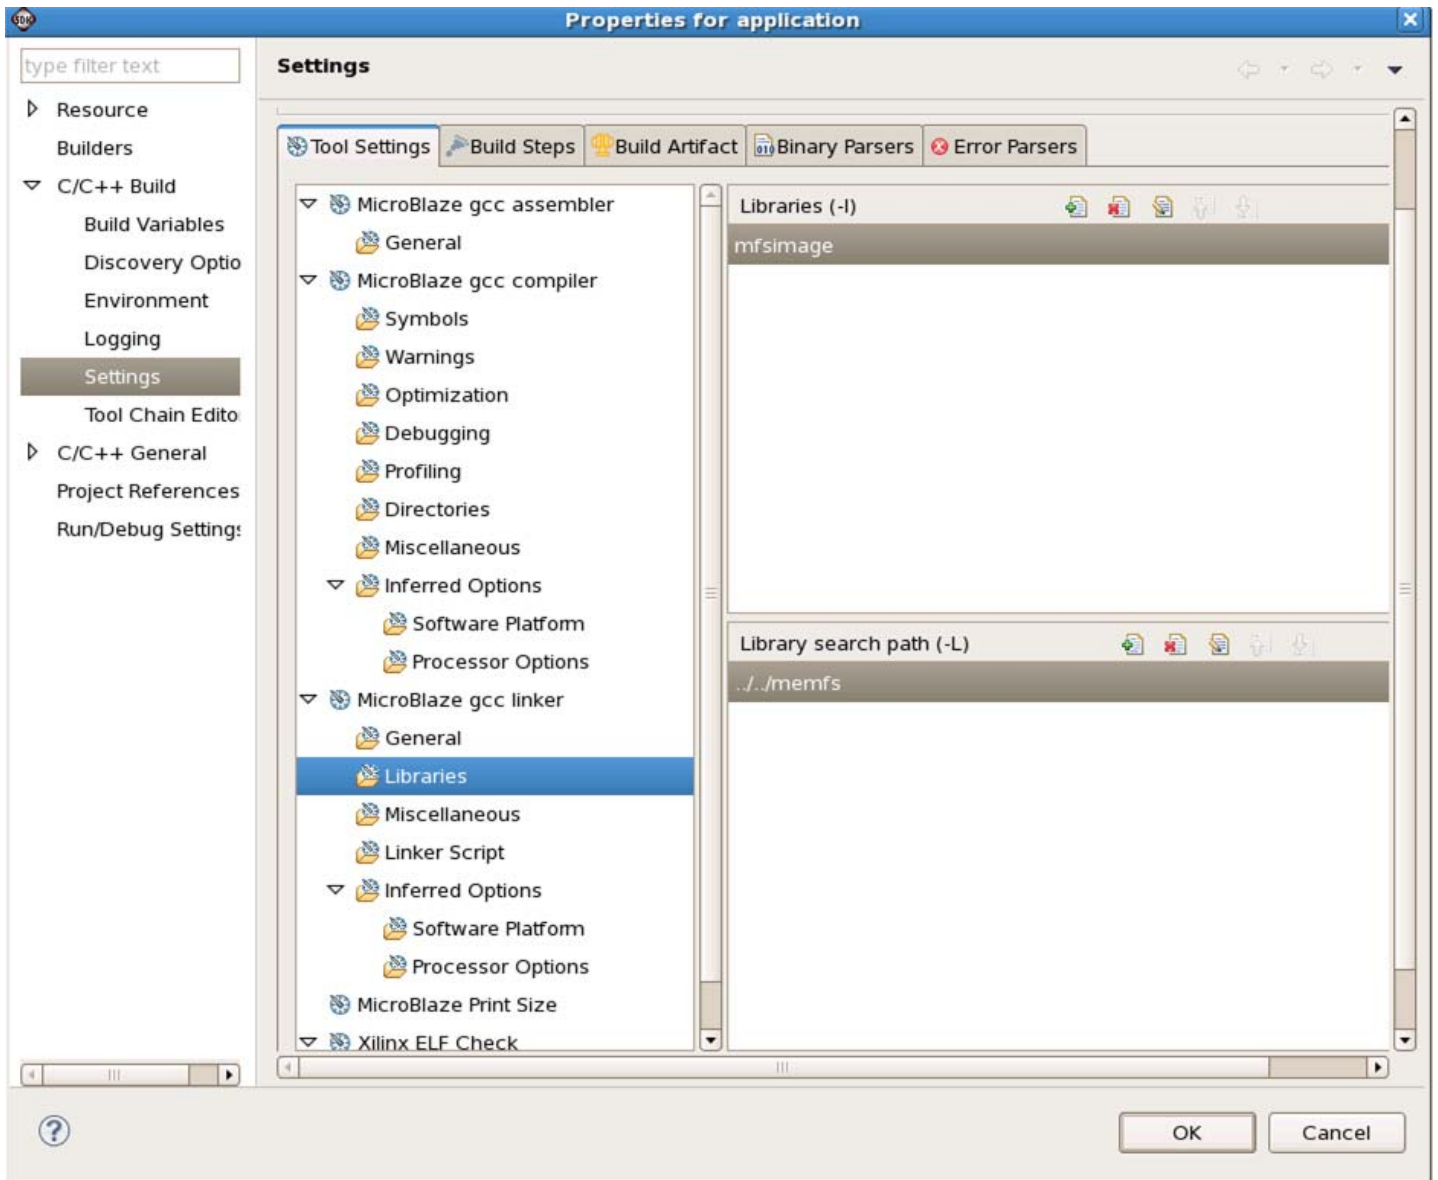 Properties for application
type filter text
Resource
Builders
C/C++ Build
Build Variables
Discovery Optio
Environment
Logging
Settings
Tool Chain Edito
C/C++ General
Project References
Run/Debug Settings
Settings
Tool Settings
Build Steps
Build Artifact
Binary Parsers
Error Parsers
MicroBlaze gcc assembler
General
MicroBlaze gcc compiler
Symbols
Warnings
Optimization
Debugging
Profiling
Directories
Miscellaneous
Inferred Options
Software Platform
Processor Options
MicroBlaze gcc linker
General
Libraries
Miscellaneous
Linker Script
Inferred Options
Software Platform
Processor Options
MicroBlaze Print Size
Xilinx ELF Check
Libraries (-l)
mfsimage
Library search path (-L)
../../memfs
OK
Cancel